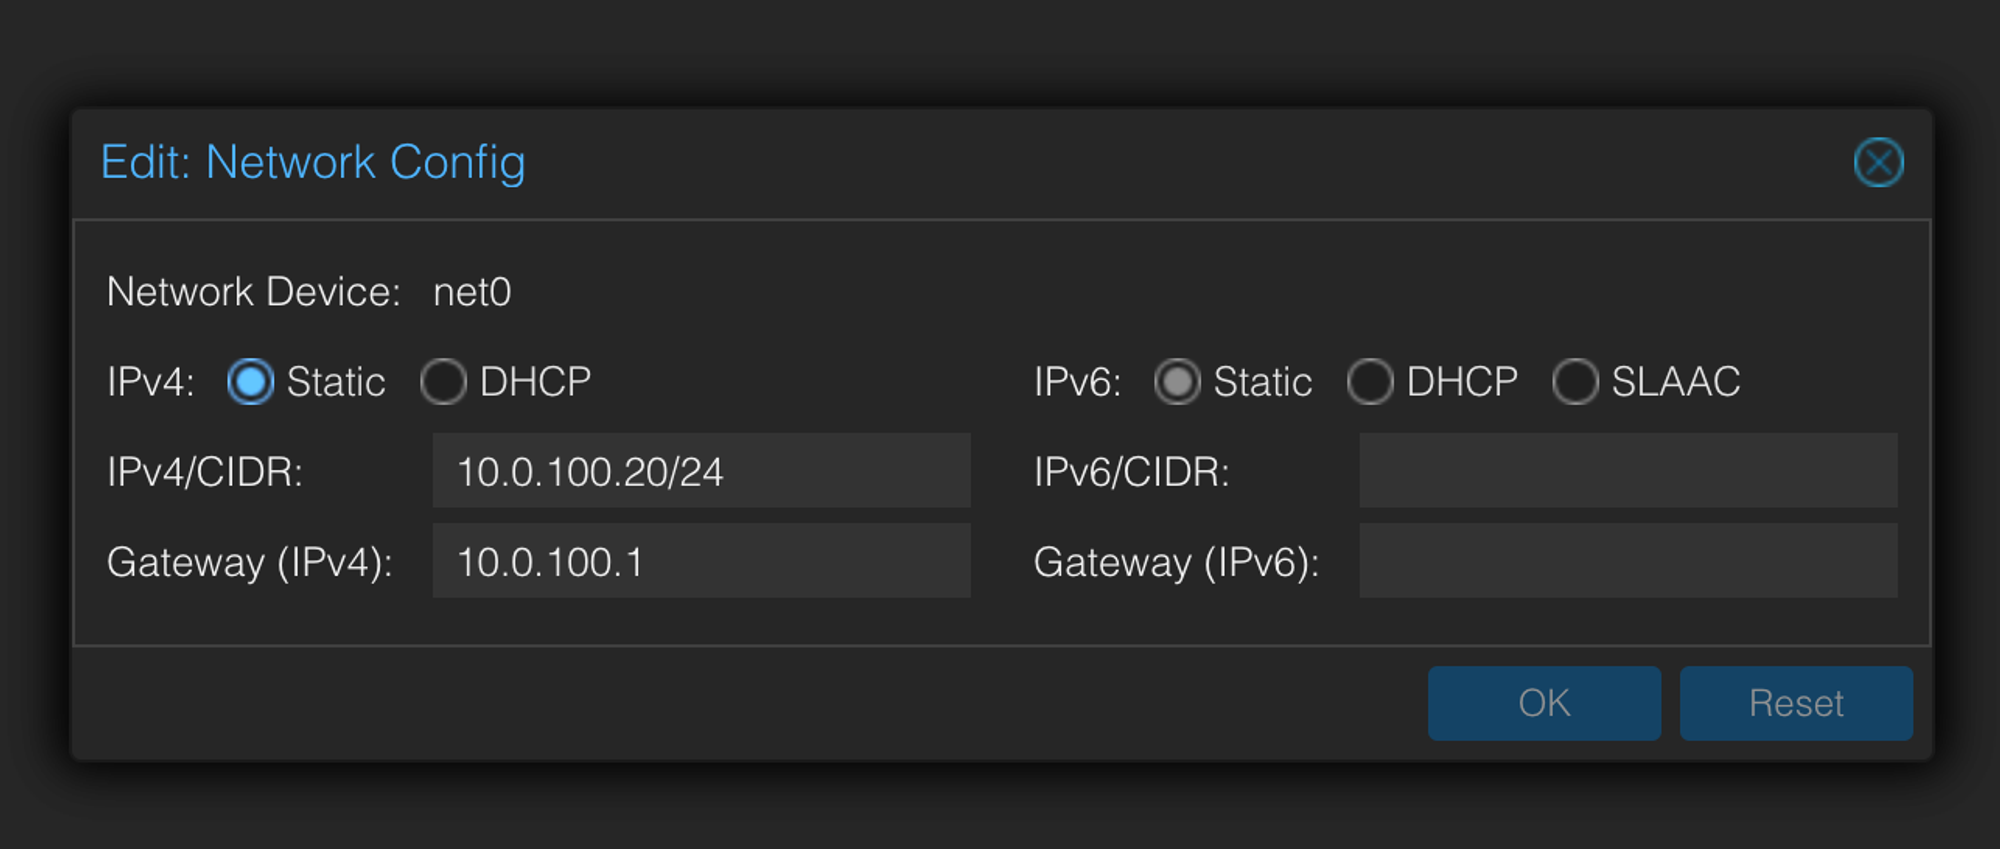 Edit: Network Config
Network Device: net0
IPv4: Static DHCP
IPv6: Static DHCP SLAAC
IPv4/CIDR: 10.0.100.20/24
IPv6/CIDR:
Gateway (IPv4): 10.0.100.1
Gateway (IPv6):
OK
Reset